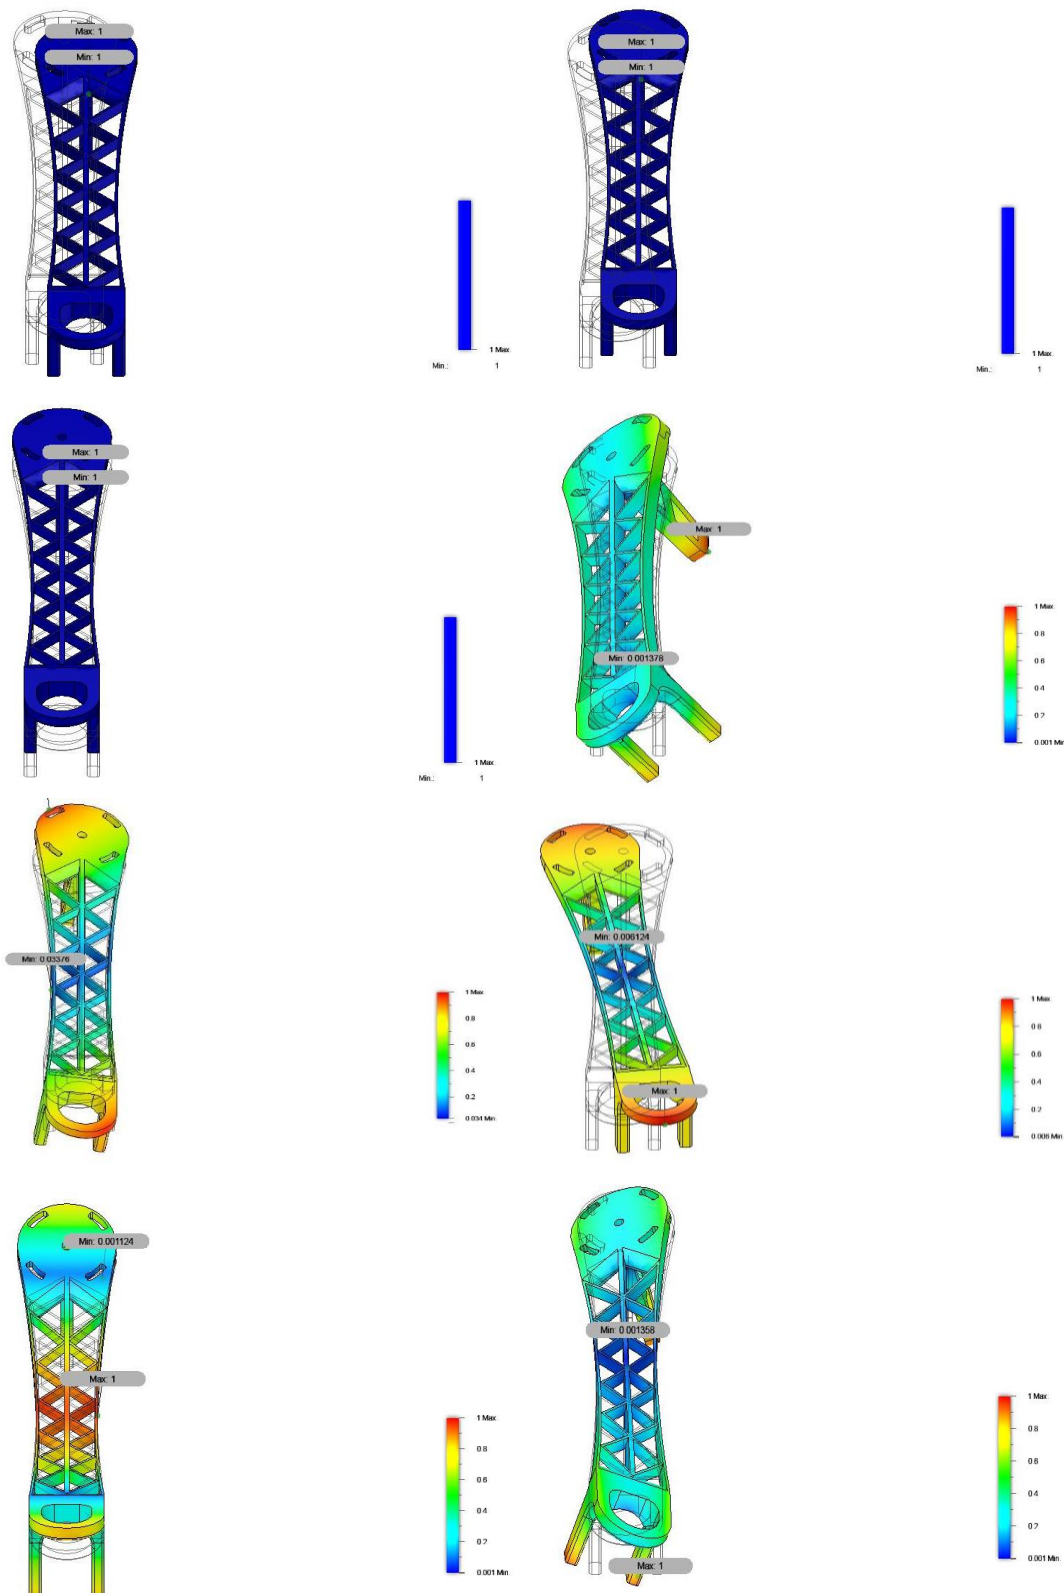 Max: 1
Min: 1
1 Max.
Min.: 1
Max: 1
Min: 1
1 Max.
Min.: 1
Max: 1
Min: 1
1 Max.
Min.: 1
Max: 1
Min: 0.001378
1 Max.
0.8
0.6
0.4
0.?
0.001 Min.
Min: 0.03376
1 Max.
0.8
0.6
0.4
0.2
0.034 Min.
Min: 0.006124
Max: 1
1 Max.
0.8
0.6
0.4
0.2
0.006 Min.
Min: 0.001124
Max: 1
1 Max.
0.8
0.6
0.4
0.2
0.001 Min.
Min: 0.001358
Max: 1
1 Max.
0.8
0.6
0.4
0.2
0.001 Min.